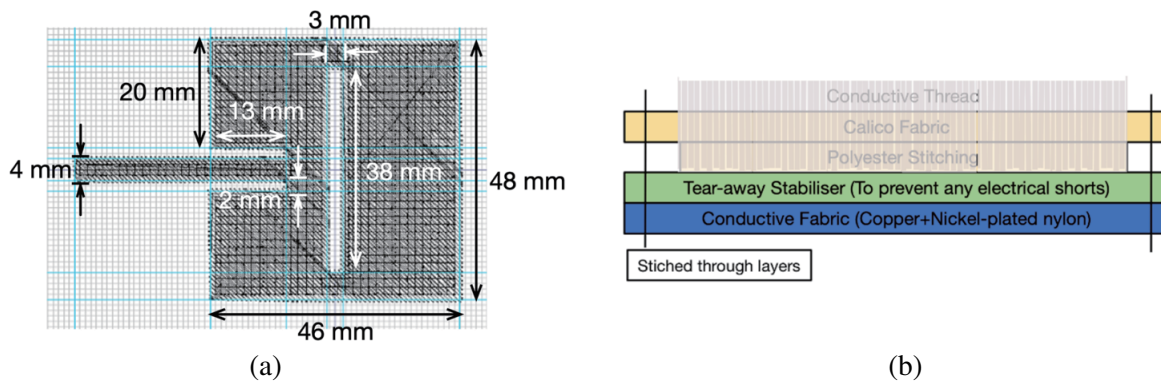 3 mm
20 mm
13 mm
4 mm
38 mm
2 mm
48 mm
46 mm
(a)
Conductive Thread
Calico Fabric
Polyester Stitching
Tear-away Stabiliser (To prevent any electrical shorts)
Conductive Fabric (Copper+Nickel-plated nylon)
Stiched through layers
(b)